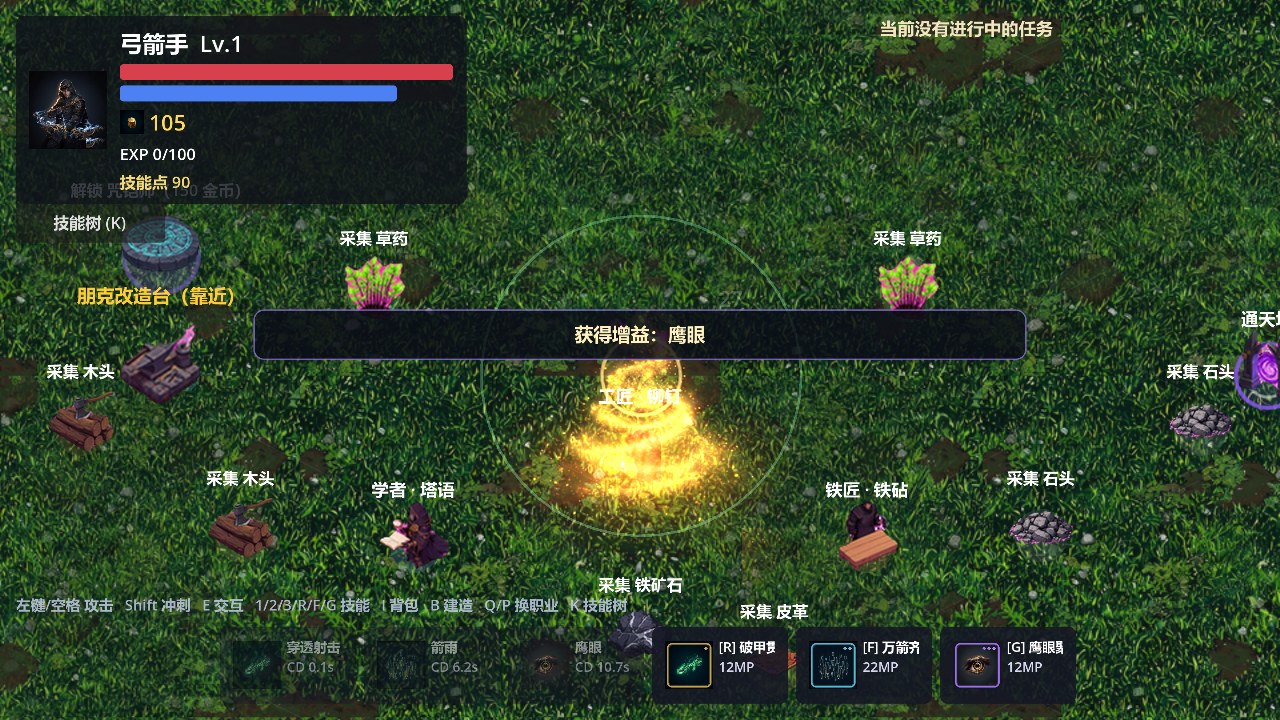 弓箭手 Lv.1
当前没有进行中的任务
105
EXP 0/100
技能点 90
技能树 (K)
采集 草药
采集 草药
朋克改造台（靠近）
通天
获得增益：鹰眼
采集 木头
采集 石头
工匠
采集 木头
学者 · 塔语
铁匠 · 铁砧
采集 石头
采集 铁矿石
左键/空格 攻击 Shift 冲刺 E 交互 1/2/3/R/F/G 技能 I 背包 B 建造 Q/P 换职业 K 技能树
采集 皮革
穿透射击
CD 0.1s
箭雨
CD 6.2s
鹰眼
CD 10.7s
[R] 破甲
12MP
[F] 万箭齐
22MP
[G] 鹰眼
12MP